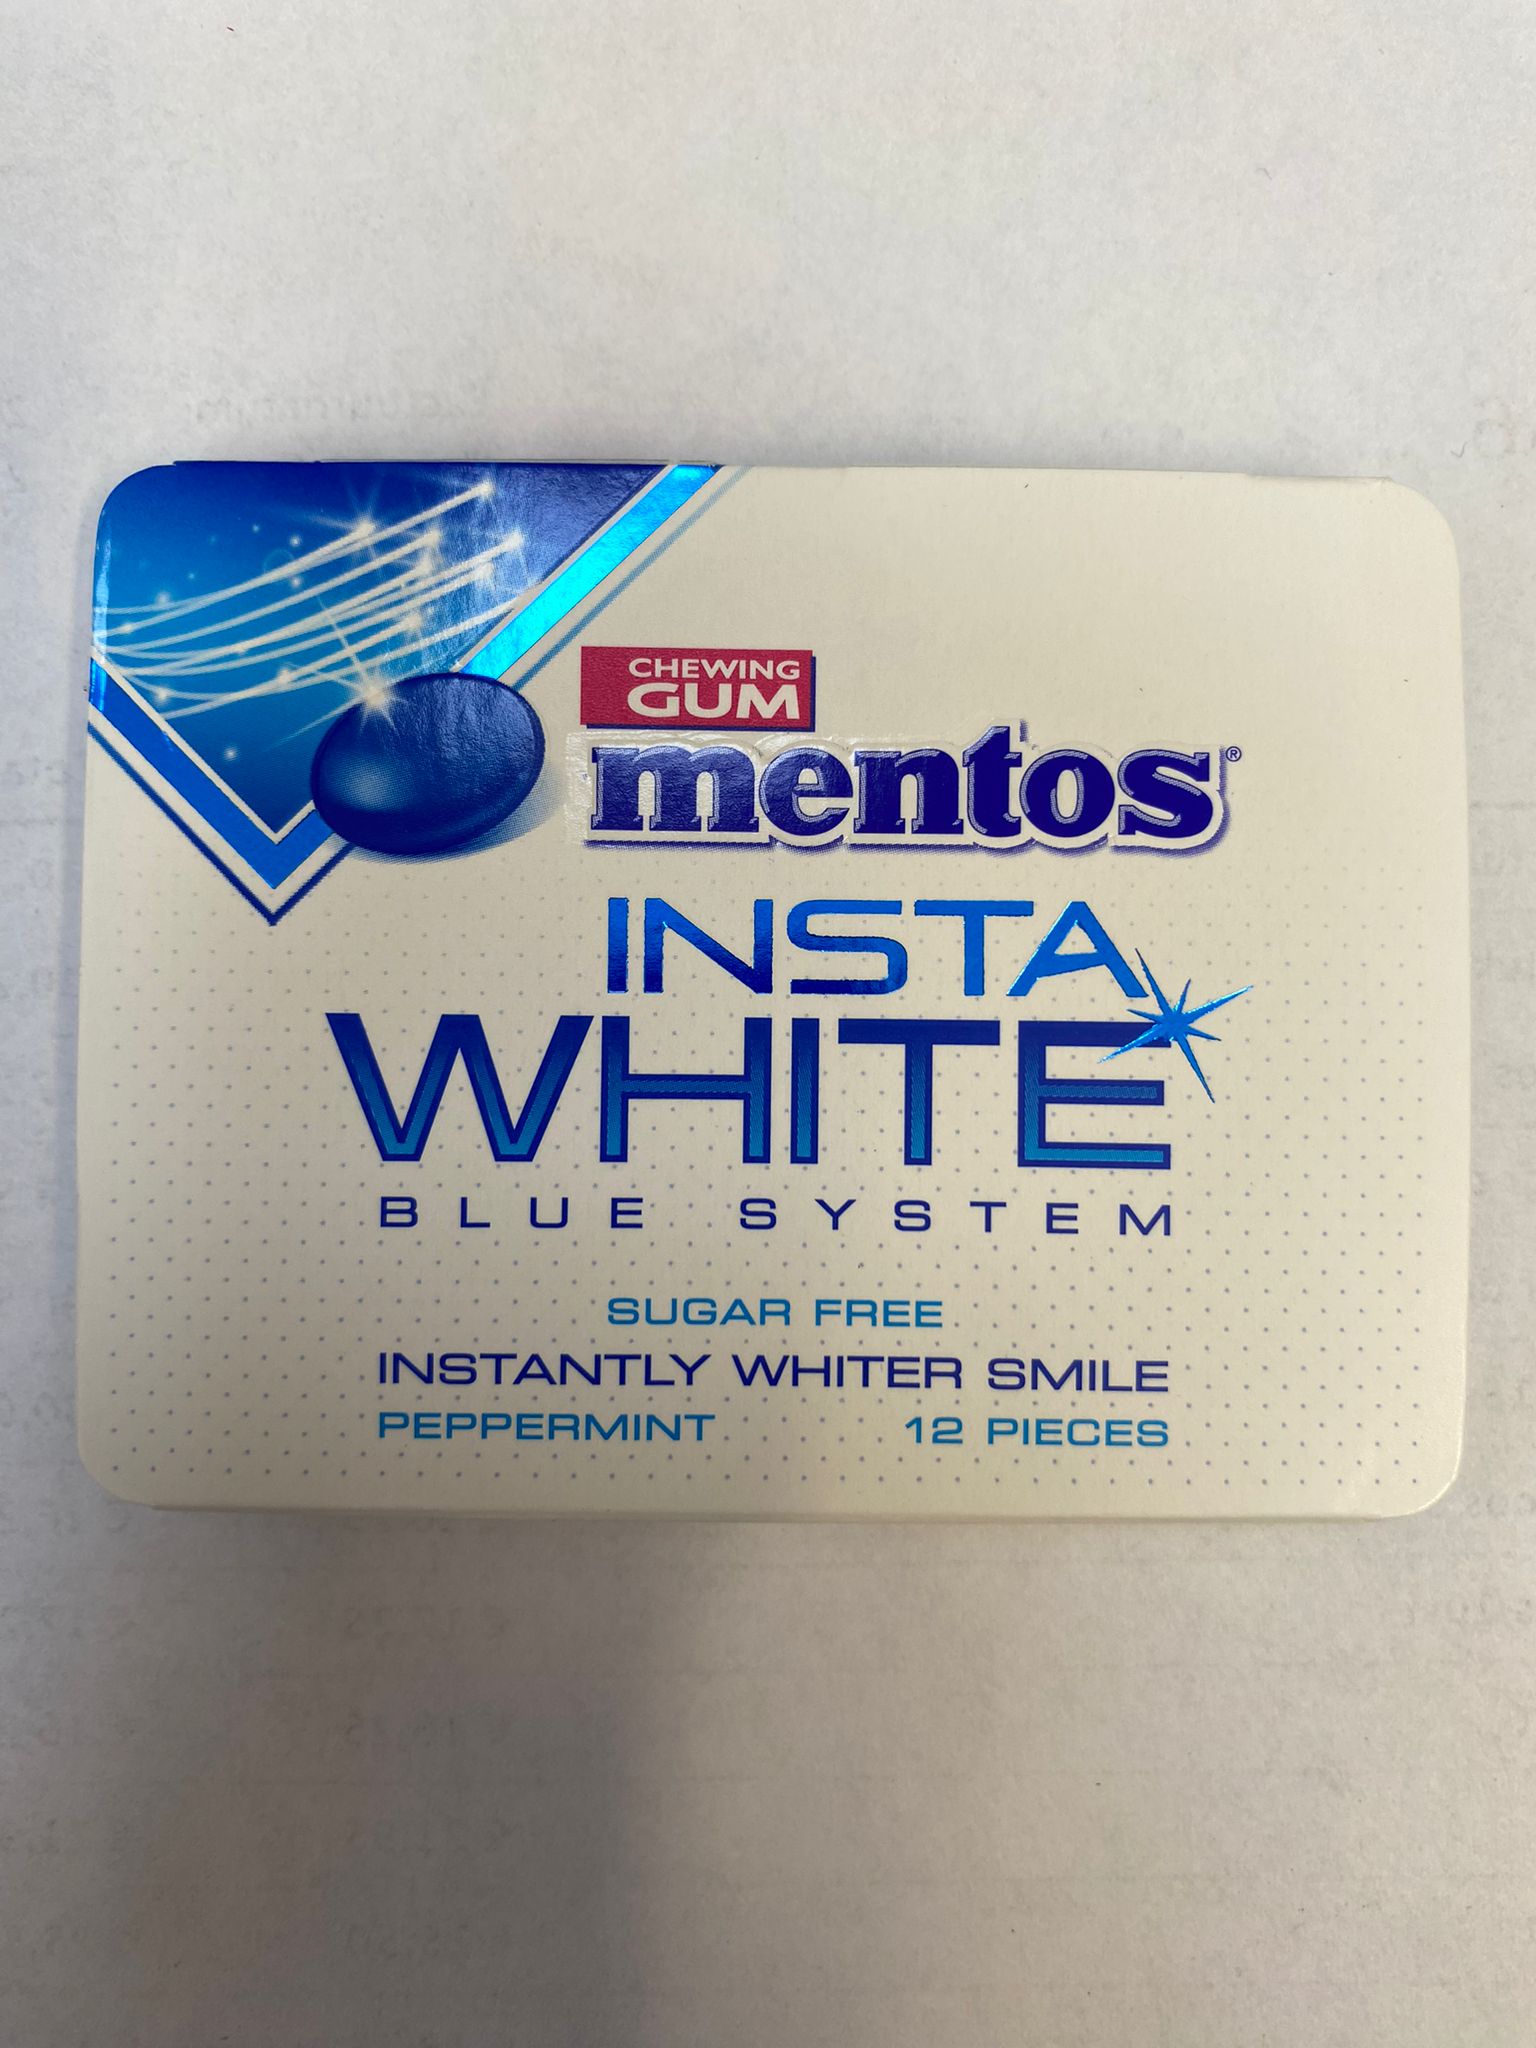 CHEWING
GUM
mentos®
INSTA
WHITE
BLUE SYSTEM
SUGAR FREE
INSTANTLY WHITER SMILE
PEPPERMINT 12 PIECES